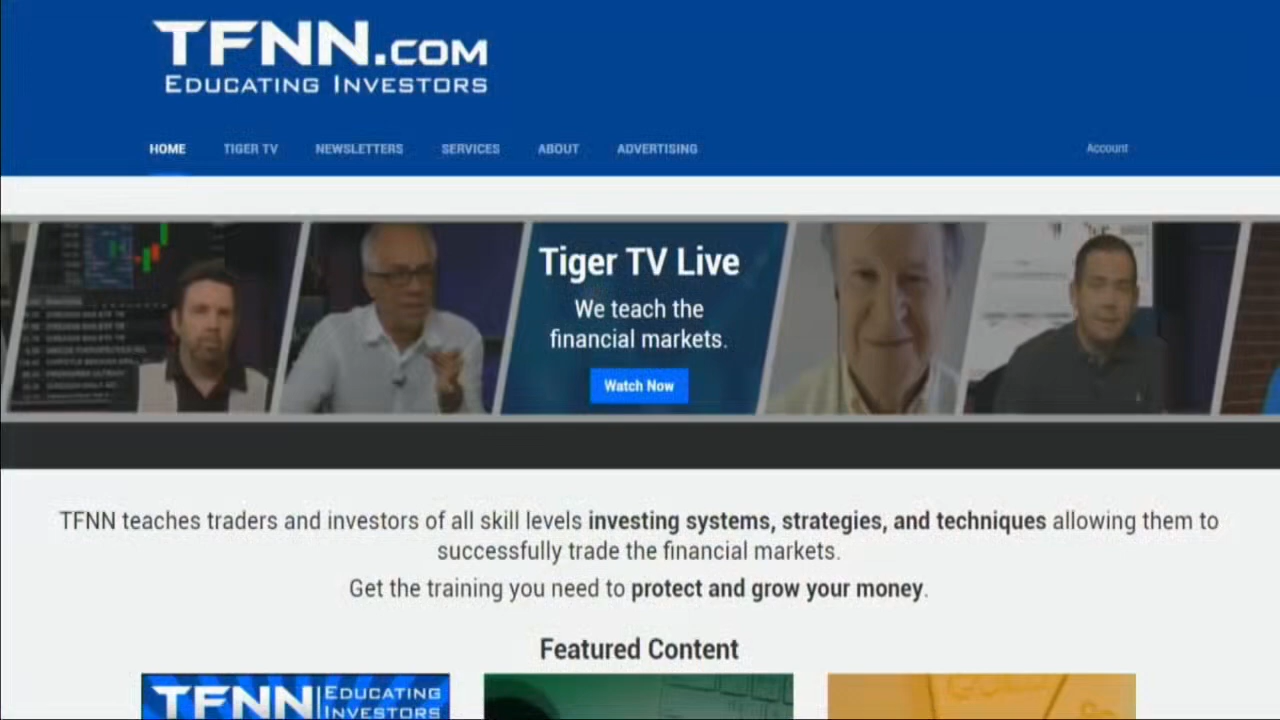 TFNN.COM
EDUCATING INVESTORS
HOME TIGER TV NEWSLETTERS SERVICES ABOUT ADVERTISING Account
Tiger TV Live
We teach the
financial markets.
Watch Now
TFNN teaches traders and investors of all skill levels investing systems, strategies, and techniques allowing them to
successfully trade the financial markets.
Get the training you need to protect and grow your money.
Featured Content
TFNN EDUCATING
INVESTORS